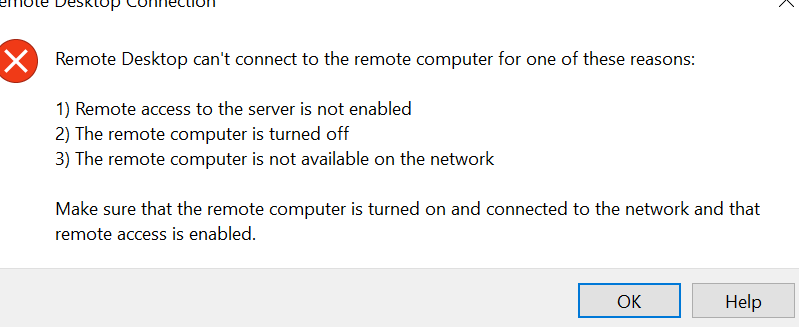 emote Desktop Connection
Remote Desktop can't connect to the remote computer for one of these reasons:
1) Remote access to the server is not enabled
2) The remote computer is turned off
3) The remote computer is not available on the network
Make sure that the remote computer is turned on and connected to the network and that
remote access is enabled.
OK
Help